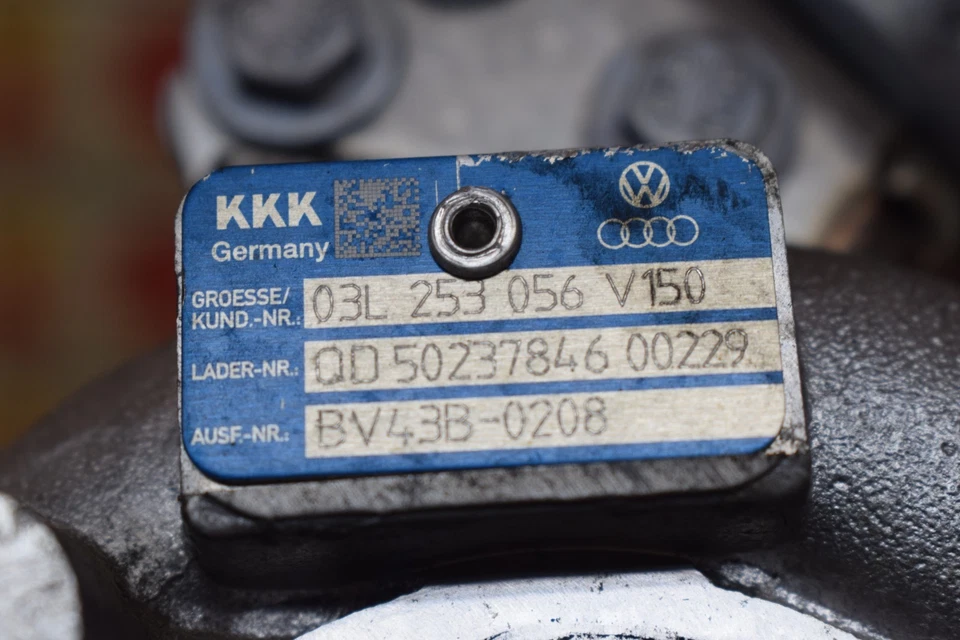 KKK
Germany
GROESSE/
KUND.-NR.: 03L 253 056 V150
LADER-NR.: QD 50237846 00229
AUSF.-NR.: BV43B-0208